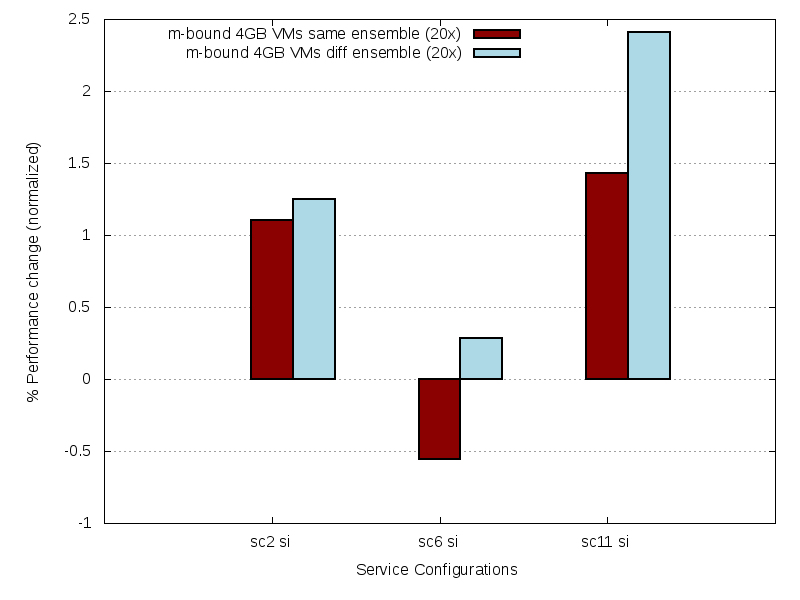 m-bound 4GB VMs same ensemble (20x)
m-bound 4GB VMs diff ensemble (20x)
% Performance change (normalized)
2.5
2
1.5
1
0.5
0
-0.5
-1
sc2 si
sc6 si
sc11 si
Service Configurations